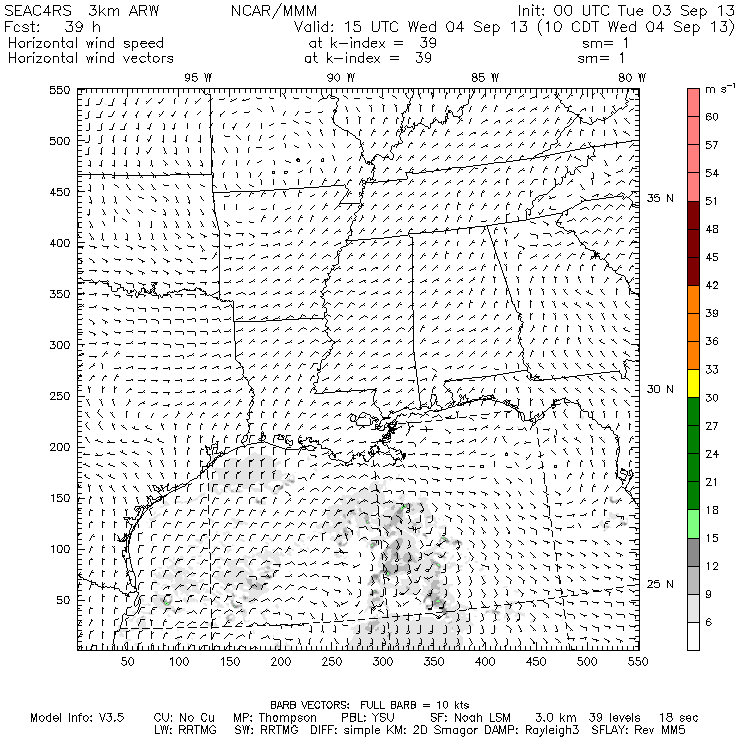 SEAC4RS 3km ARW NCAR/MMM Init: 00 UTC Tue 03 Sep 13
Fcst: 39 h Valid: 15 UTC Wed 04 Sep 13 (10 CDT Wed 04 Sep 13)
Horizontal wind speed at k-index = 39 sm= 1
Horizontal wind vectors at k-index = 39 sm= 1
95 W 90 W 85 W 80 W
m s⁻¹
550
500
450
400
350
300
250
200
150
100
50
35 N
30 N
25 N
60
57
54
51
48
45
42
39
36
33
30
27
24
21
18
15
12
9
6
50 100 150 200 250 300 350 400 450 500 550
BARB VECTORS: FULL BARB = 10 kts
Model Info: V3.5 CU: No Cu MP: Thompson PBL: YSU SF: Noah LSM 3.0 km 39 levels 18 sec
LW: RRTMG SW: RRTMG DIFF: simple KM: 2D Smagor DAMP: Rayleigh3 SFLAY: Rev MM5